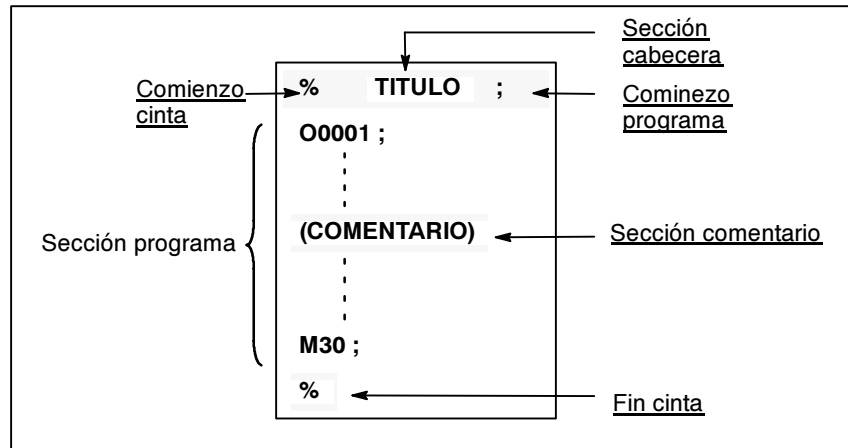 Sección
cabecera
% TITULO ;
Comienzo
cinta
Cominezo
programa
O0001 ;
Sección programa
(COMENTARIO)
Sección comentario
M30 ;
%
Fin cinta